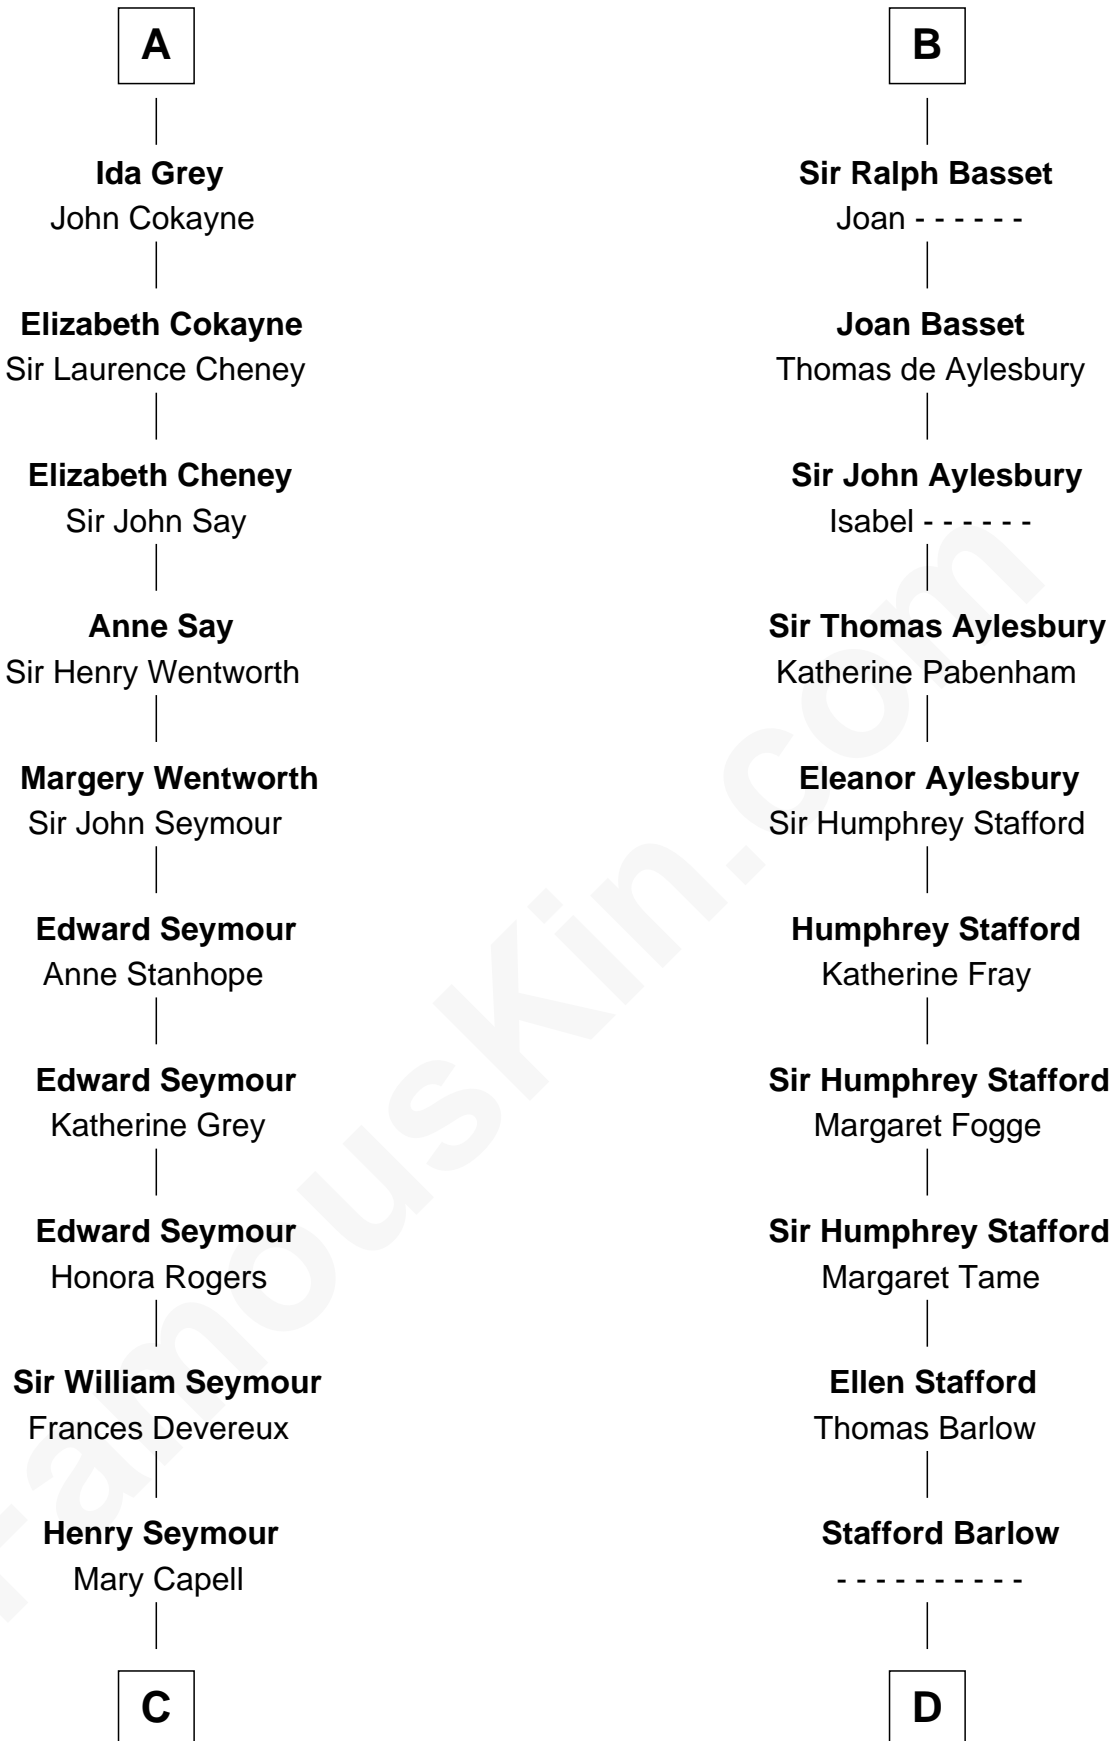 A
Ida Grey
John Cokayne
Elizabeth Cokayne
Sir Laurence Cheney
Elizabeth Cheney
Sir John Say
Anne Say
Sir Henry Wentworth
Margery Wentworth
Sir John Seymour
Edward Seymour
Anne Stanhope
Edward Seymour
Katherine Grey
Edward Seymour
Honora Rogers
Sir William Seymour
Frances Devereux
Henry Seymour
Mary Capell
C
B
Sir Ralph Basset
Joan - - - - - -
Joan Basset
Thomas de Aylesbury
Sir John Aylesbury
Isabel - - - - - -
Sir Thomas Aylesbury
Katherine Pabenham
Eleanor Aylesbury
Sir Humphrey Stafford
Humphrey Stafford
Katherine Fray
Sir Humphrey Stafford
Margaret Fogge
Sir Humphrey Stafford
Margaret Tame
Ellen Stafford
Thomas Barlow
Stafford Barlow
- - - - - - - - - -
D
FamousKin.com